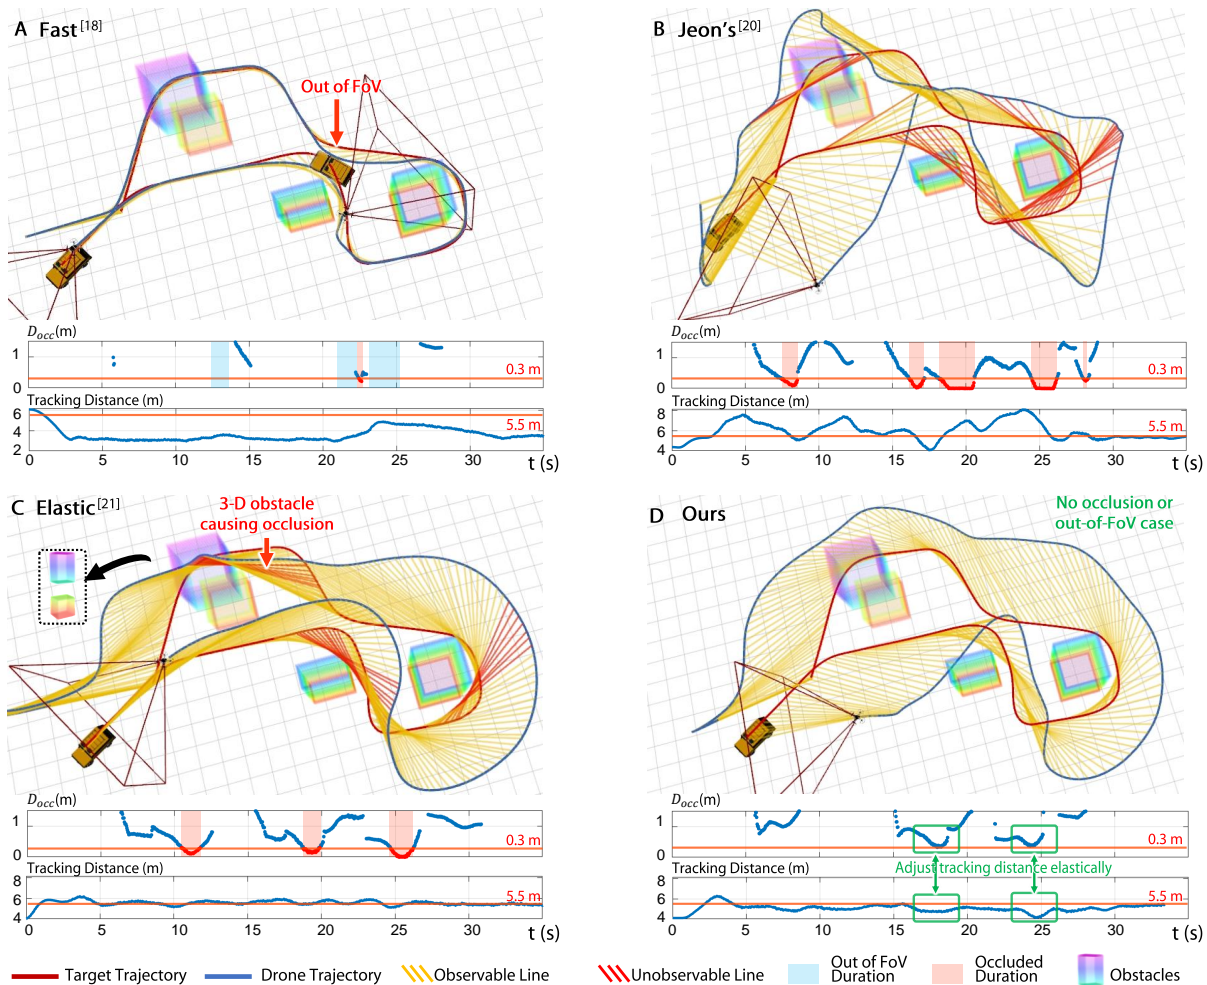 A Fast[18]
Out of FoV
D_occ(m)
1
0
0.3 m
Tracking Distance (m)
6
4
2
5.5 m
0 5 10 15 20 25 30 t (s)
B Jeon's[20]
D_occ(m)
1
0
0.3 m
Tracking Distance (m)
8
6
4
2
5.5 m
0 5 10 15 20 25 30 t (s)
C Elastic[21]
3-D obstacle
causing occlusion
D_occ(m)
1
0
0.3 m
Tracking Distance (m)
8
6
4
5.5 m
0 5 10 15 20 25 30 t (s)
D Ours
No occlusion or
out-of-FoV case
D_occ(m)
1
0
0.3 m
Tracking Distance (m)
Adjust tracking distance elastically
8
6
4
5.5 m
0 5 10 15 20 25 30 t (s)
Target Trajectory
Drone Trajectory
Observable Line
Unobservable Line
Out of FoV
Duration
Occluded
Duration
Obstacles